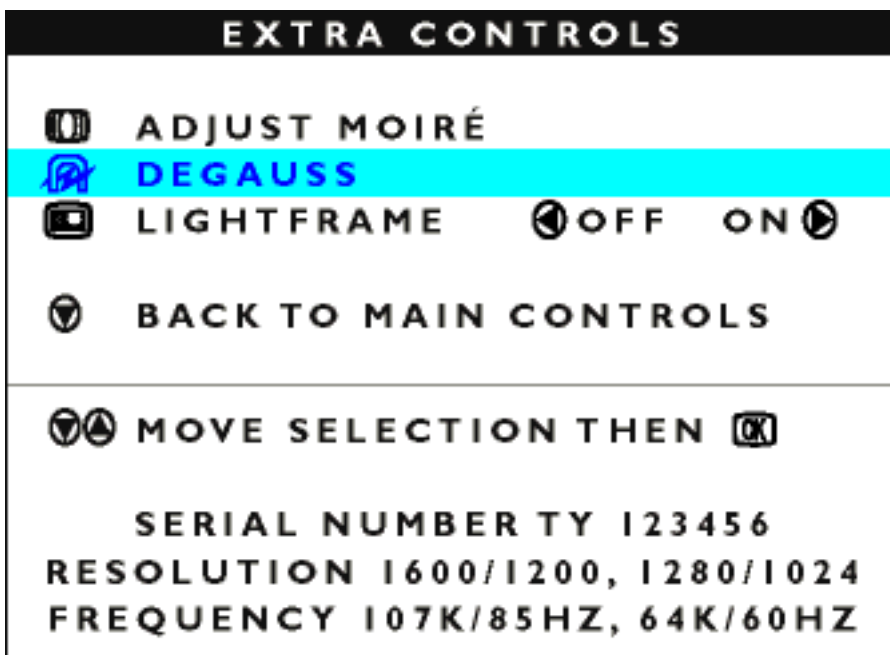 EXTRA CONTROLS
ADJUST MOIRÉ
DEGAUSS
LIGHTFRAME OFF ON
BACK TO MAIN CONTROLS
MOVE SELECTION THEN OK
SERIAL NUMBER TY 123456
RESOLUTION 1600/1200, 1280/1024
FREQUENCY 107K/85HZ, 64K/60HZ